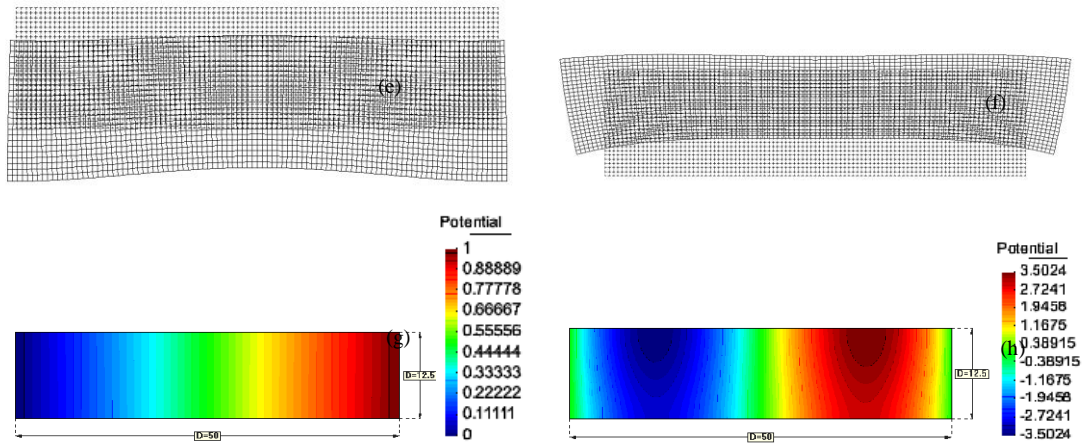 (e)
(f)
Potential
1
0.88889
0.77778
0.66667
0.55556
0.44444
0.33333
0.22222
0.11111
0
(g)
D=12.5
D=50
Potential
3.5024
2.7241
1.9456
1.1675
0.38915
-0.38915
-1.1675
-1.9456
-2.7241
-3.5024
(h)
D=12.5
D=50